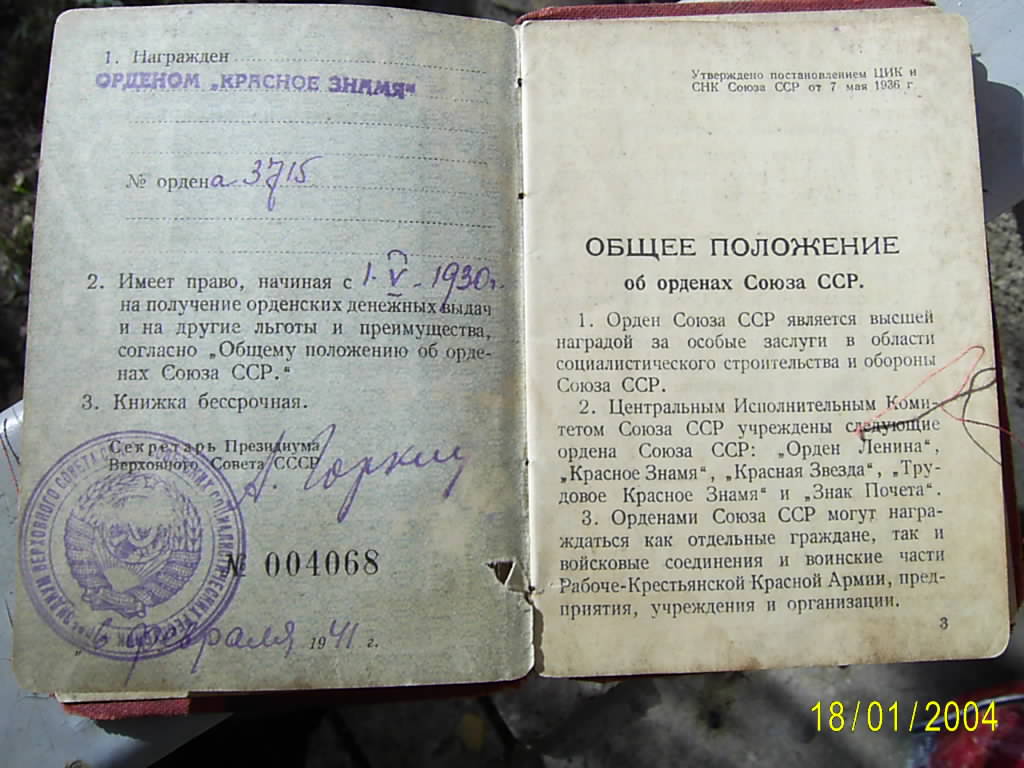 1. Награжден
ОРДЕНОМ „КРАСНОЕ ЗНАМЯ“
№ ордена 3715
2. Имеет право, начиная с 1.V - 1930г.
на получение орденских денежных выдач
и на другие льготы и преимущества,
согласно „Общему положению об орде-
нах Союза ССР.“
3. Книжка бессрочная.
Секретарь Президиума
Верховного Совета СССР
А. Горкин
№ 004068
„6 февраля 1941 г.
Утверждено постановлением ЦИК и
СНК Союза ССР от 7 мая 1936 г
ОБЩЕЕ ПОЛОЖЕНИЕ
об орденах Союза ССР.
1. Орден Союза ССР является высшей
наградой за особые заслуги в области
социалистического строительства и обороны
Союза ССР.
2. Центральным Исполнительным Коми-
тетом Союза ССР учреждены следующие
ордена Союза ССР: „Орден Ленина“,
„Красное Знамя“, „Красная Звезда“, „Тру-
довое Красное Знамя“ и „Знак Почета“.
3. Орденами Союза ССР могут награ-
ждаться как отдельные граждане, так и
войсковые соединения и воинские части
Рабоче-Крестьянской Красной Армии, пред-
приятия, учреждения и организации.
3
18/01/2004